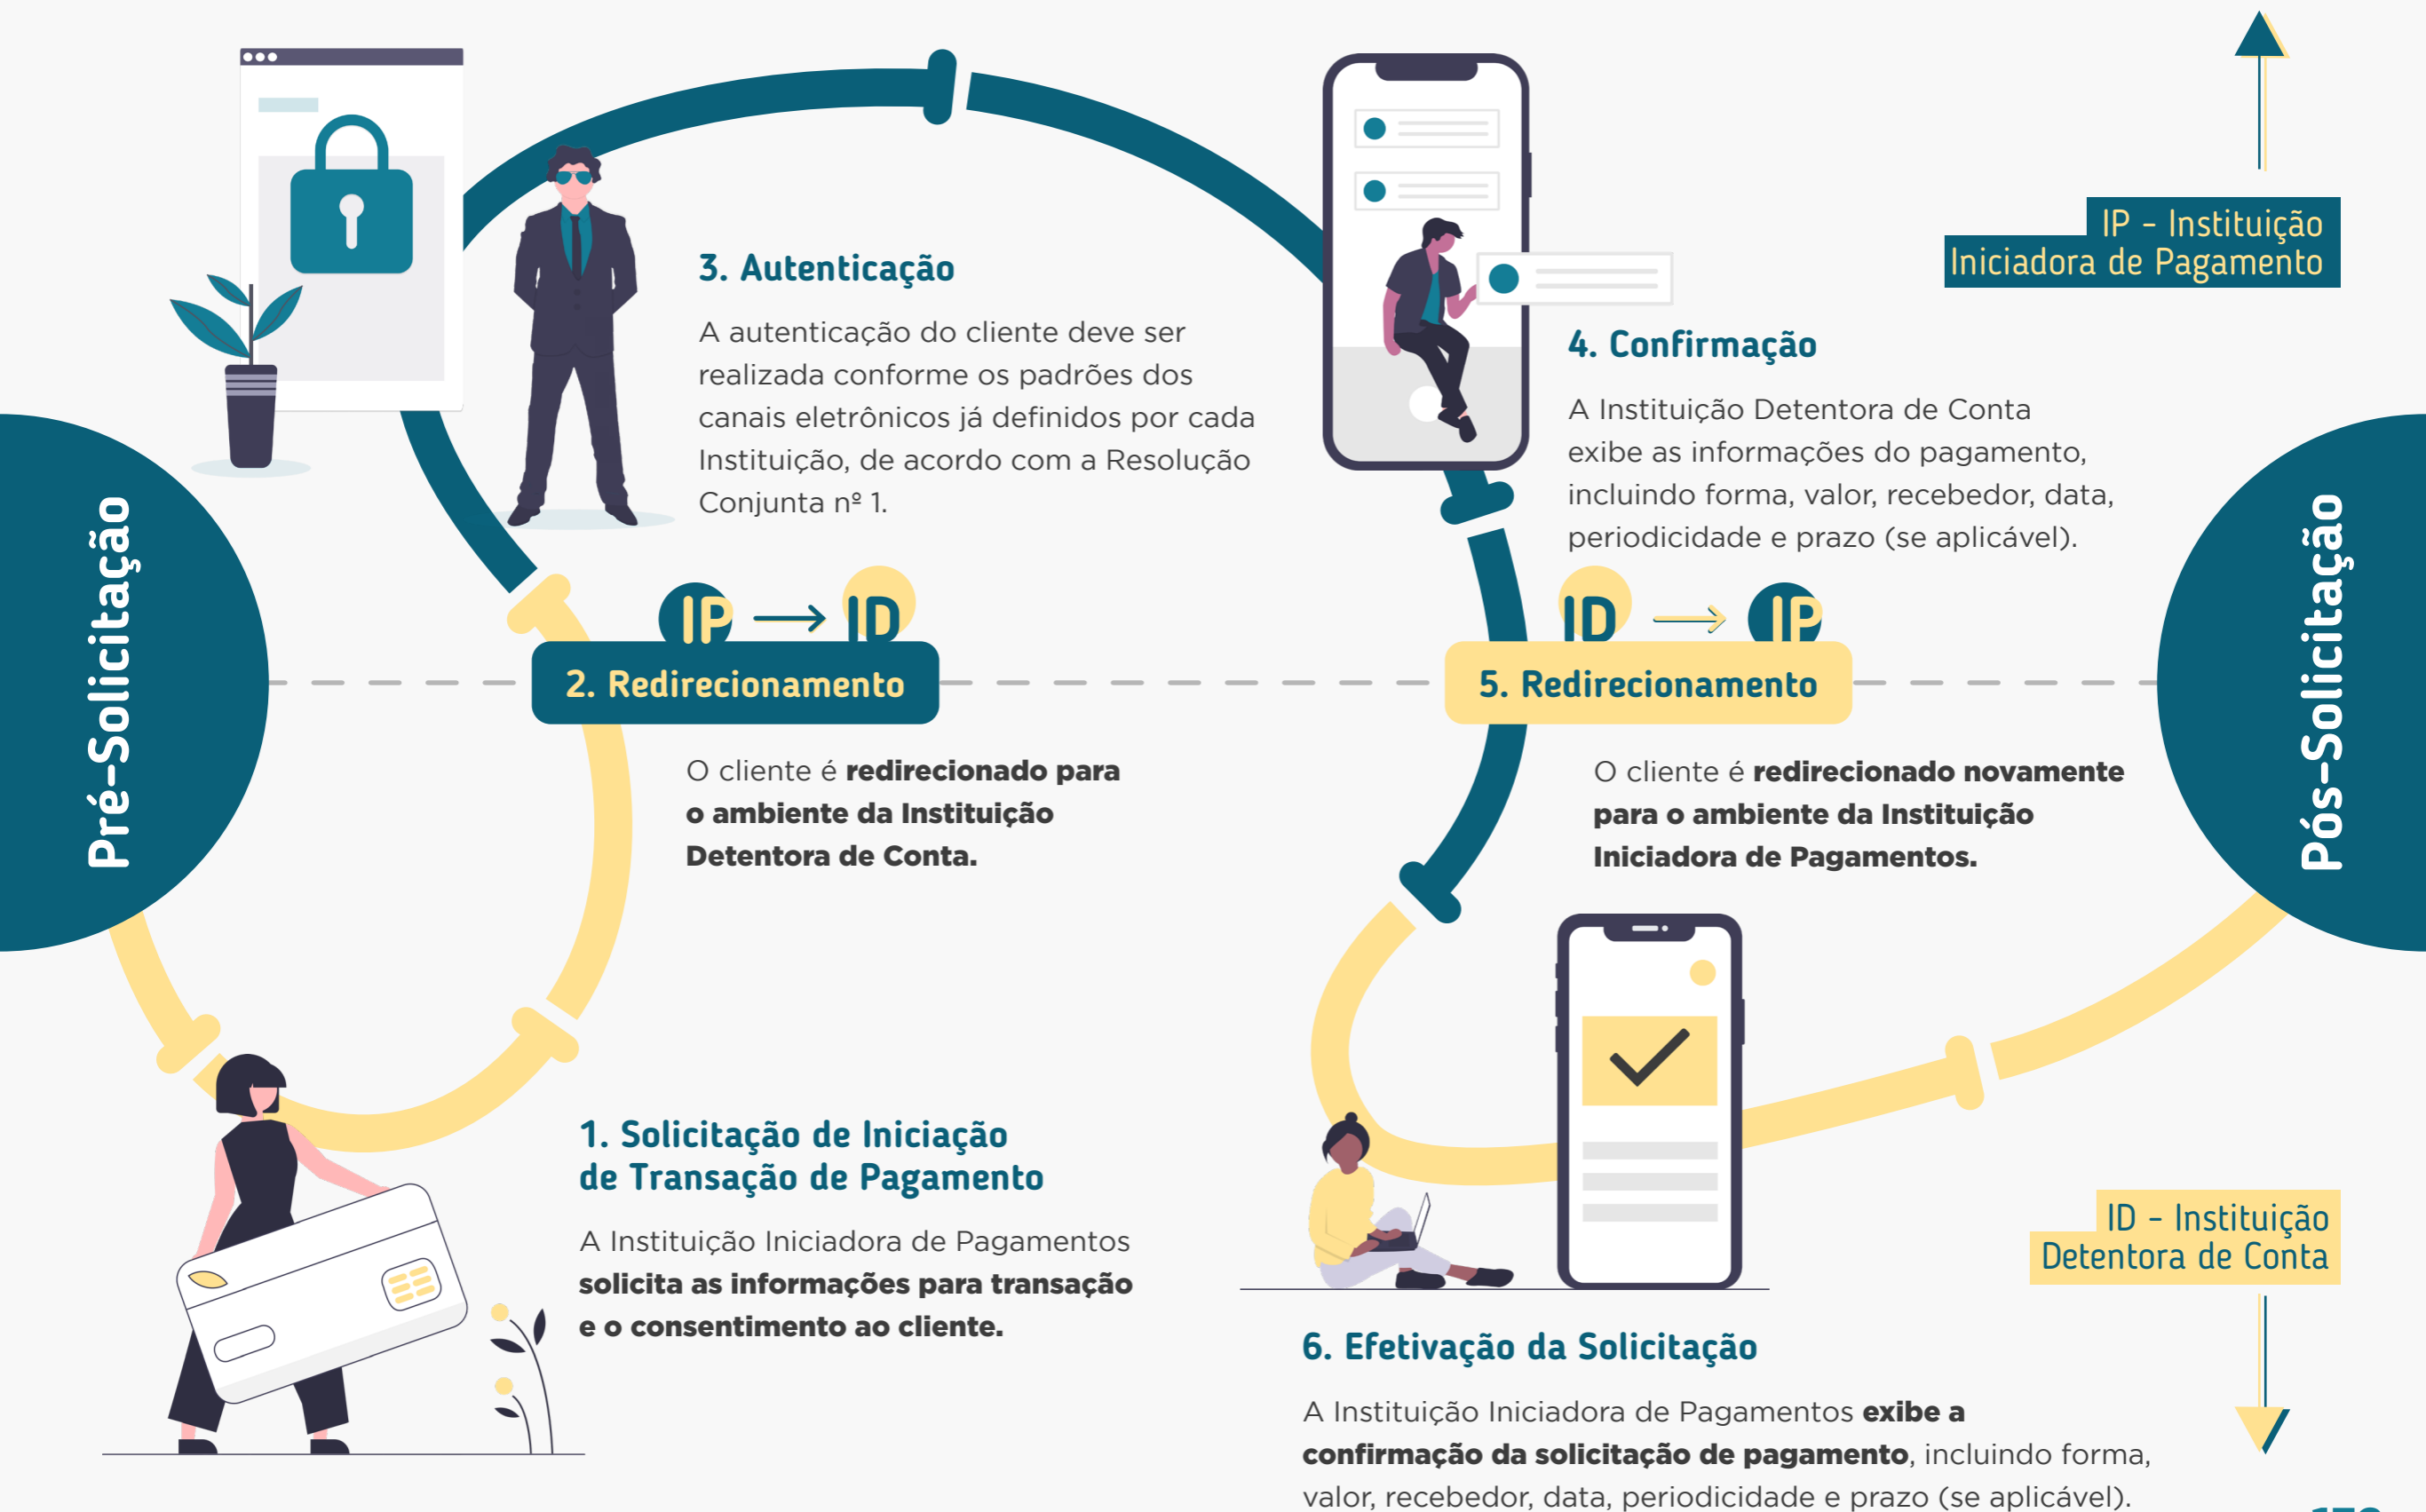 Pré-Solicitação
1. Solicitação de Iniciação
de Transação de Pagamento
A Instituição Iniciadora de Pagamentos
solicita as informações para transação
e o consentimento ao cliente.
IP → ID
2. Redirecionamento
O cliente é redirecionado para
o ambiente da Instituição
Detentora de Conta.
3. Autenticação
A autenticação do cliente deve ser
realizada conforme os padrões dos
canais eletrônicos já definidos por cada
Instituição, de acordo com a Resolução
Conjunta nº 1.
4. Confirmação
A Instituição Detentora de Conta
exibe as informações do pagamento,
incluindo forma, valor, recebedor, data,
periodicidade e prazo (se aplicável).
ID → IP
5. Redirecionamento
O cliente é redirecionado novamente
para o ambiente da Instituição
Iniciadora de Pagamentos.
6. Efetivação da Solicitação
A Instituição Iniciadora de Pagamentos exibe a
confirmação da solicitação de pagamento, incluindo forma,
valor, recebedor, data, periodicidade e prazo (se aplicável).
Pós-Solicitação
IP - Instituição
Iniciadora de Pagamento
ID - Instituição
Detentora de Conta